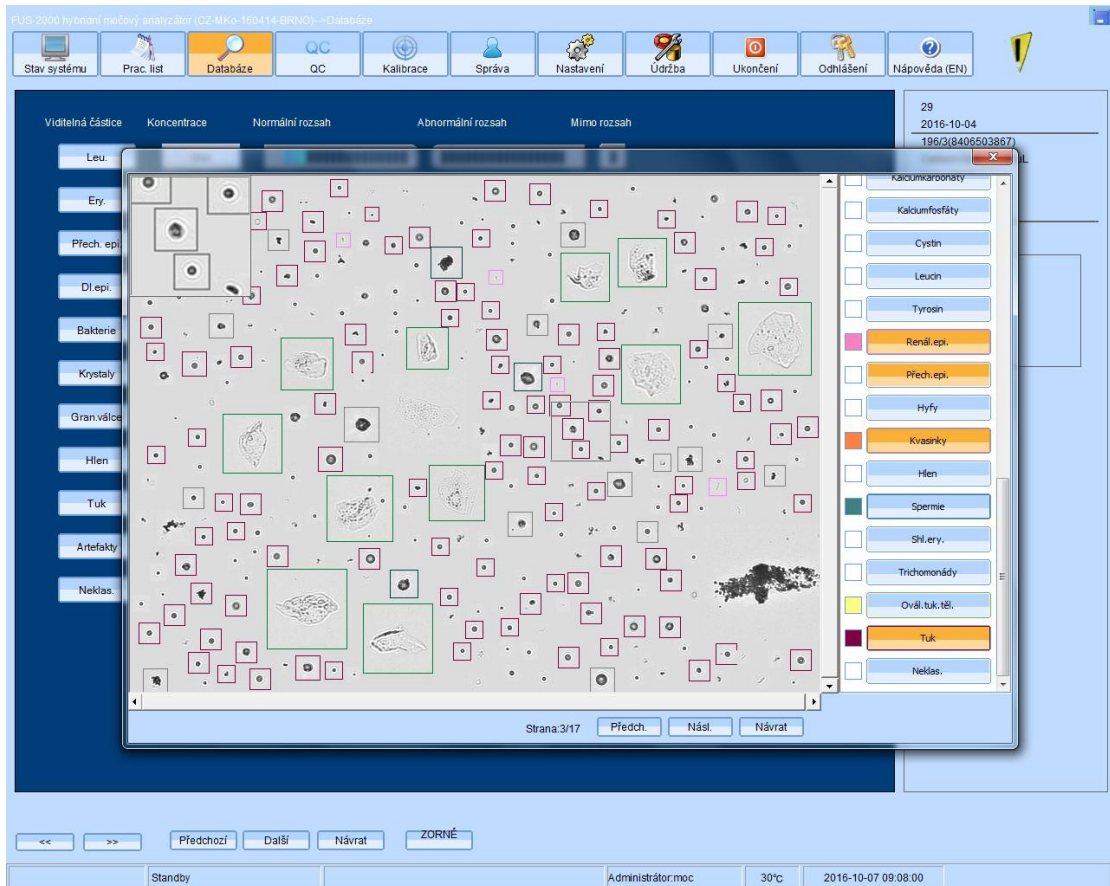 FUS-2000 hybridní močový analyzátor (CZ-MKo-160414-BRNO)-->Databáze
Stav systému
Prac. list
Databáze
QC
QC
Kalibrace
Správa
Nastavení
Údržba
Ukončení
Odhlášení
Nápověda (EN)
Viditelná částice
Koncentrace
Normální rozsah
Abnormální rozsah
Mimo rozsah
29
2016-10-04
196/3(8406503867)
Leu.
Ery.
Přech. epi.
Dl.epi.
Bakterie
Krystaly
Gran.válce
Hlen
Tuk
Artefakty
Neklas.
Kalciumkarbonáty
Kalciumfosfáty
Cystin
Leucin
Tyrosin
Renál.epi.
Přech.epi.
Hyfy
Kvasinky
Hlen
Spermie
Shl.ery.
Trichomonády
Ovál.tuk.těl.
Tuk
Neklas.
Strana:3/17
Předch.
Násl.
Návrat
<<
>>
Předchozí
Další
Návrat
ZORNÉ
Standby
Administrátor:moc
30°C
2016-10-07 09:08:00